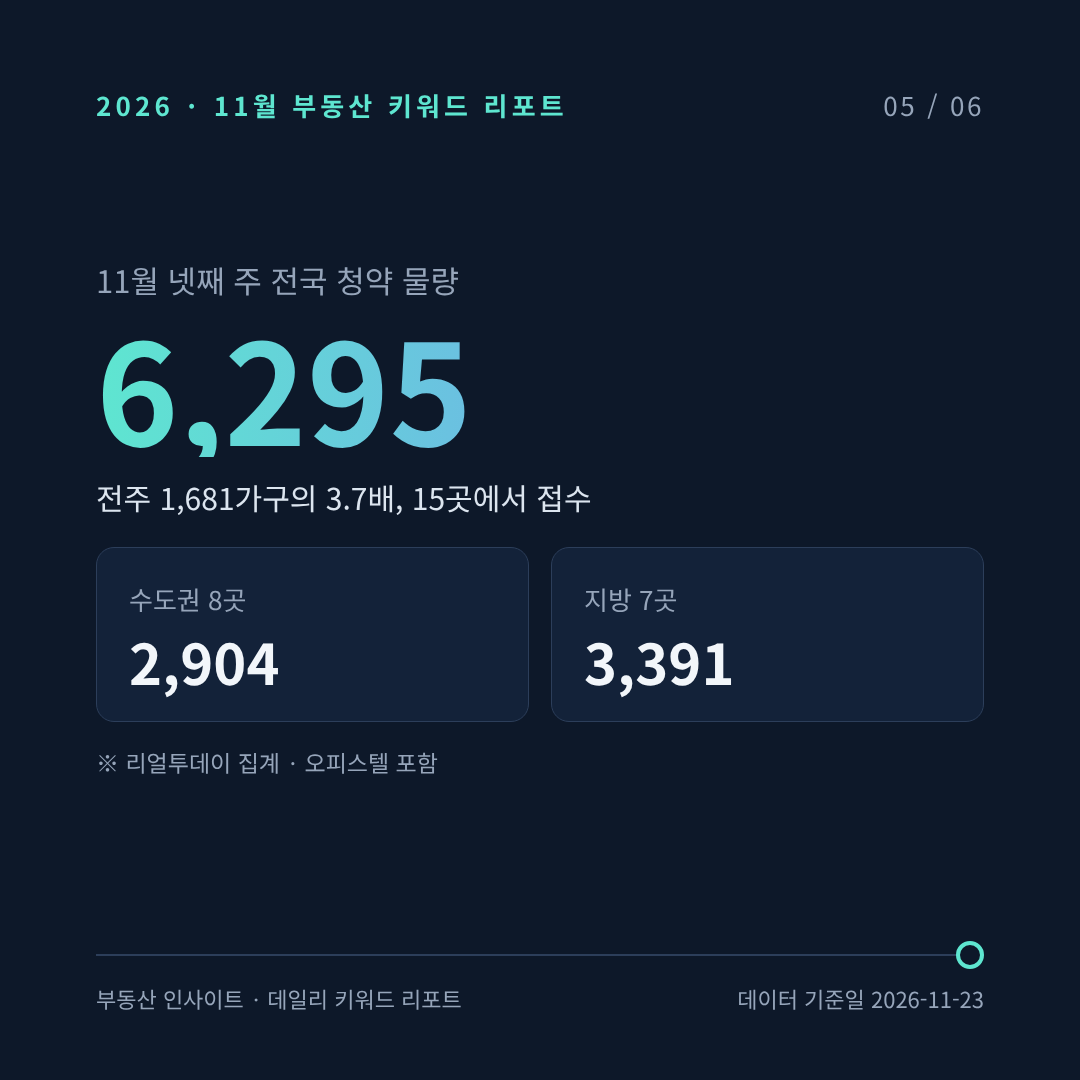 2026 · 11월 부동산 키워드 리포트
05 / 06
11월 넷째 주 전국 청약 물량
6,295
전주 1,681가구의 3.7배, 15곳에서 접수
수도권 8곳
2,904
지방 7곳
3,391
※ 리얼투데이 집계 · 오피스텔 포함
부동산 인사이트 · 데일리 키워드 리포트
데이터 기준일 2026-11-23